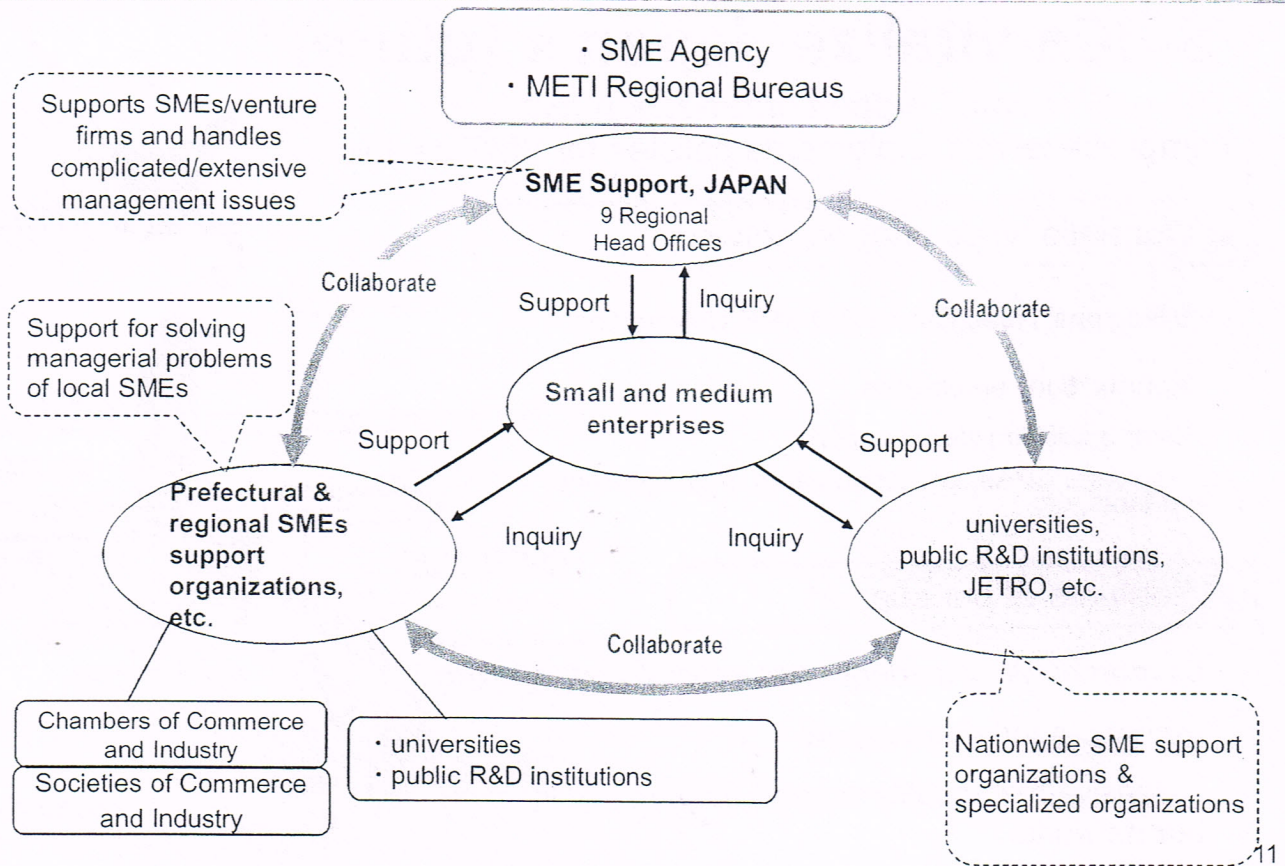 ・SME Agency
・METI Regional Bureaus
Supports SMEs/venture
firms and handles
complicated/extensive
management issues
SME Support, JAPAN
9 Regional
Head Offices
Collaborate
Support
Inquiry
Collaborate
Support for solving
managerial problems
of local SMEs
Small and medium
enterprises
Support
Support
Prefectural &
regional SMEs
support
organizations,
etc.
Inquiry
Inquiry
universities,
public R&D institutions,
JETRO, etc.
Collaborate
Chambers of Commerce
and Industry
Societies of Commerce
and Industry
・universities
・public R&D institutions
Nationwide SME support
organizations &
specialized organizations
11